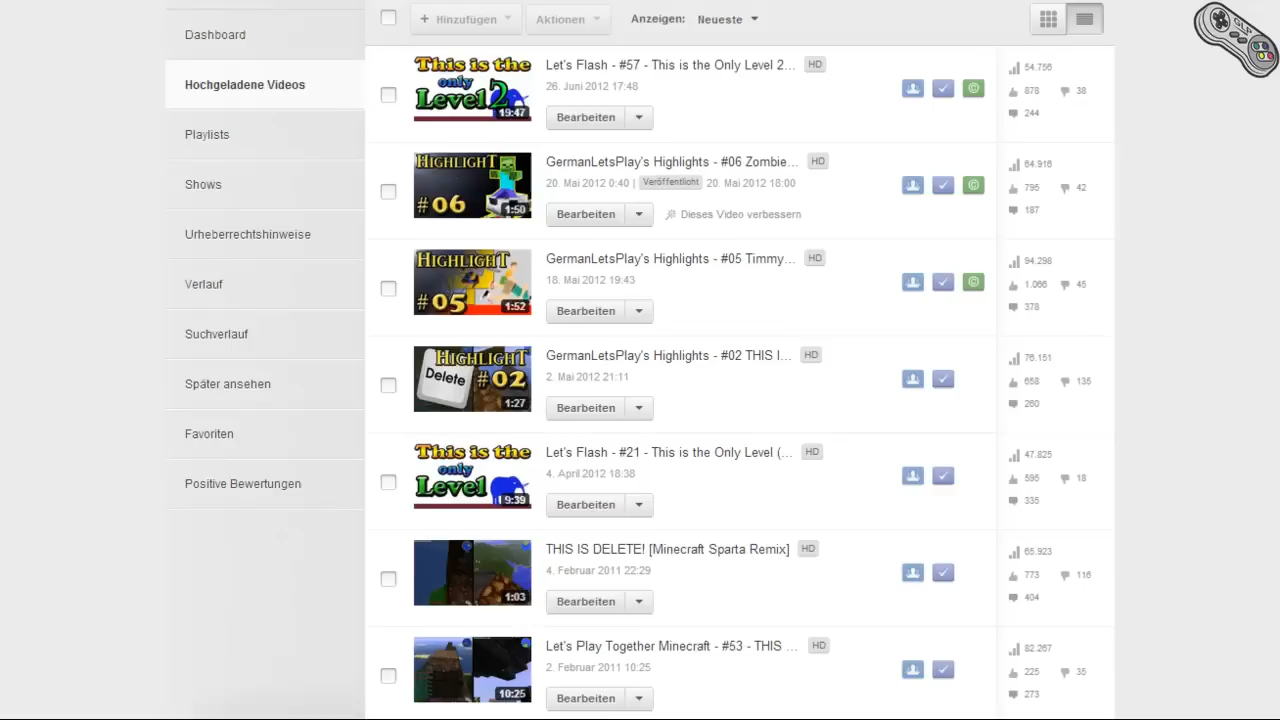 Dashboard
Hochgeladene Videos
Playlists
Shows
Urheberrechtshinweise
Verlauf
Suchverlauf
Später ansehen
Favoriten
Positive Bewertungen
+ Hinzufügen
Aktionen
Anzeigen: Neueste
GLP
This is the only Level 2
19:47
Let's Flash - #57 - This is the Only Level 2... HD
26. Juni 2012 17:48
Bearbeiten
54.756
878 38
244
HIGHLIGHT
#06
1:50
GermanLetsPlay's Highlights - #06 Zombie... HD
20. Mai 2012 0:40 | Veröffentlicht 20. Mai 2012 18:00
Bearbeiten Dieses Video verbessern
64.916
795 42
187
HIGHLIGHT
#05
1:52
GermanLetsPlay's Highlights - #05 Timmy... HD
18. Mai 2012 19:43
Bearbeiten
94.298
1.066 45
378
HIGHLIGHT
Delete #02
1:27
GermanLetsPlay's Highlights - #02 THIS I... HD
2. Mai 2012 21:11
Bearbeiten
76.151
658 135
260
This is the only Level
9:39
Let's Flash - #21 - This is the Only Level (... HD
4. April 2012 18:38
Bearbeiten
47.825
595 18
335
1:03
THIS IS DELETE! [Minecraft Sparta Remix] HD
4. Februar 2011 22:29
Bearbeiten
65.923
773 116
404
10:25
Let's Play Together Minecraft - #53 - THIS ... HD
2. Februar 2011 10:25
Bearbeiten
82.267
225 35
273